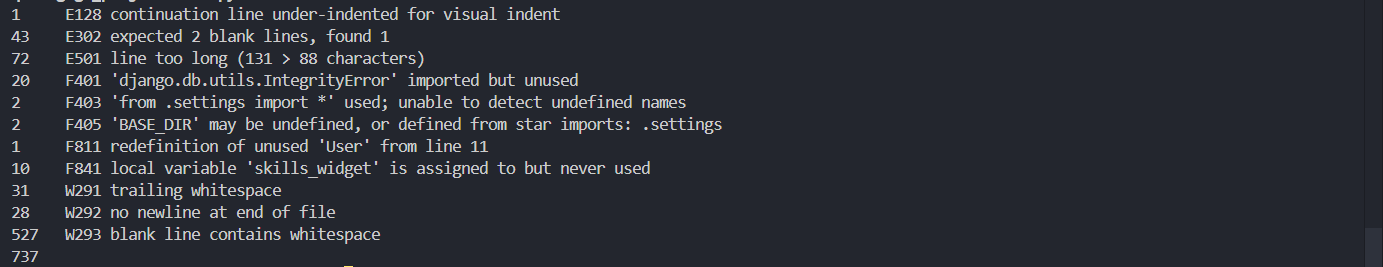 1 E128 continuation line under-indented for visual indent
43 E302 expected 2 blank lines, found 1
72 E501 line too long (131 > 88 characters)
20 F401 'django.db.utils.IntegrityError' imported but unused
2 F403 'from .settings import *' used; unable to detect undefined names
2 F405 'BASE_DIR' may be undefined, or defined from star imports: .settings
1 F811 redefinition of unused 'User' from line 11
10 F841 local variable 'skills_widget' is assigned to but never used
31 W291 trailing whitespace
28 W292 no newline at end of file
527 W293 blank line contains whitespace
737